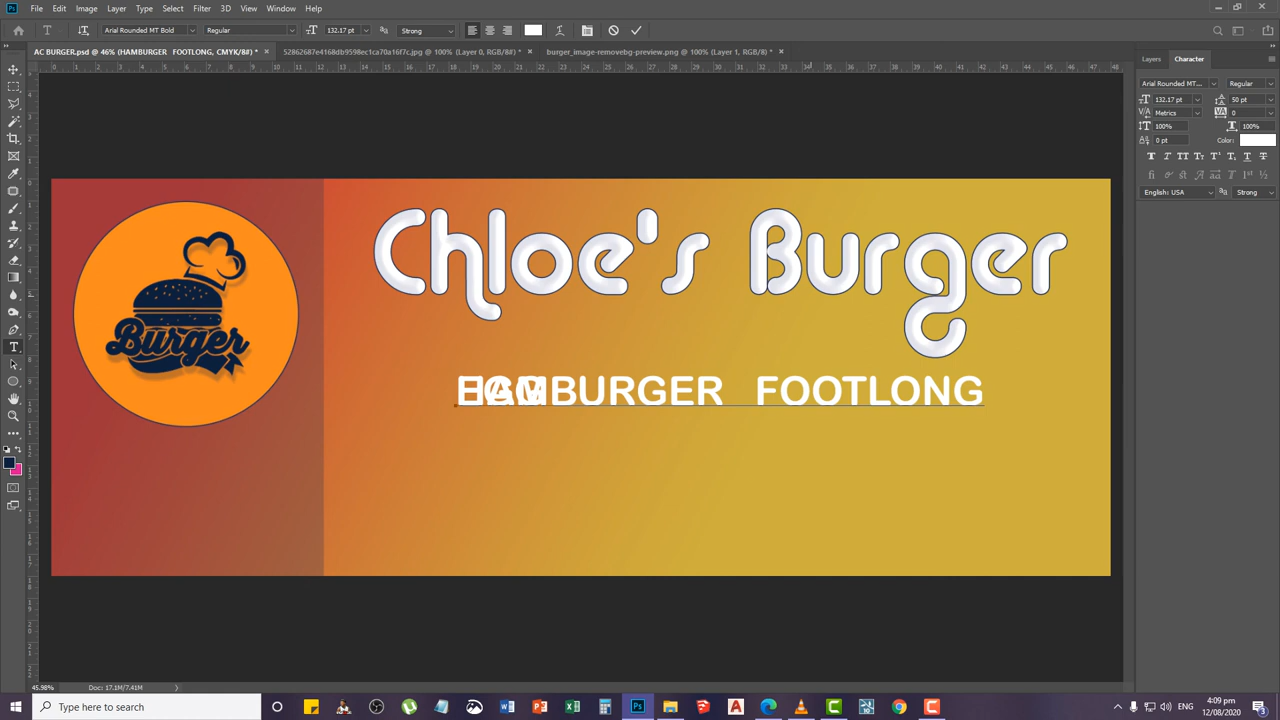 Ps File Edit Image Layer Type Select Filter 3D View Window Help
Arial Rounded MT Bold Regular 132.17 pt Strong
AC BURGER.psd @ 46% (HAMBURGER FOOTLONG, CMYK/8#) * × 52862687e4168db9598ec1ca70a16f7c.jpg @ 100% (Layer 0, RGB/8#) * × burger_image-removebg-preview.png @ 100% (Layer 1, RGB/8) * ×
Layers Character
Arial Rounded MT... Regular
132.17 pt 50 pt
Metrics 0
100% 100%
0 pt Color:
English: USA Strong
Chloe's Burger
Burger
HAMBURGER FOOTLONG
45.98% Doc: 17.1M/7.41M
Type here to search
ENG
4:09 pm
12/08/2020